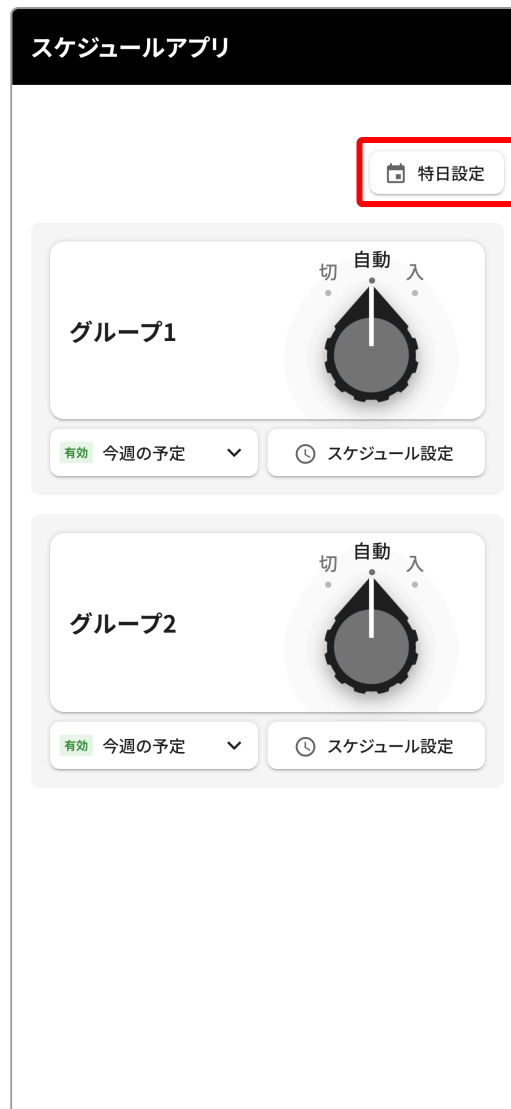 スケジュールアプリ
特日設定
自動
切 入
グループ1
有効 今週の予定 スケジュール設定
自動
切 入
グループ2
有効 今週の予定 スケジュール設定